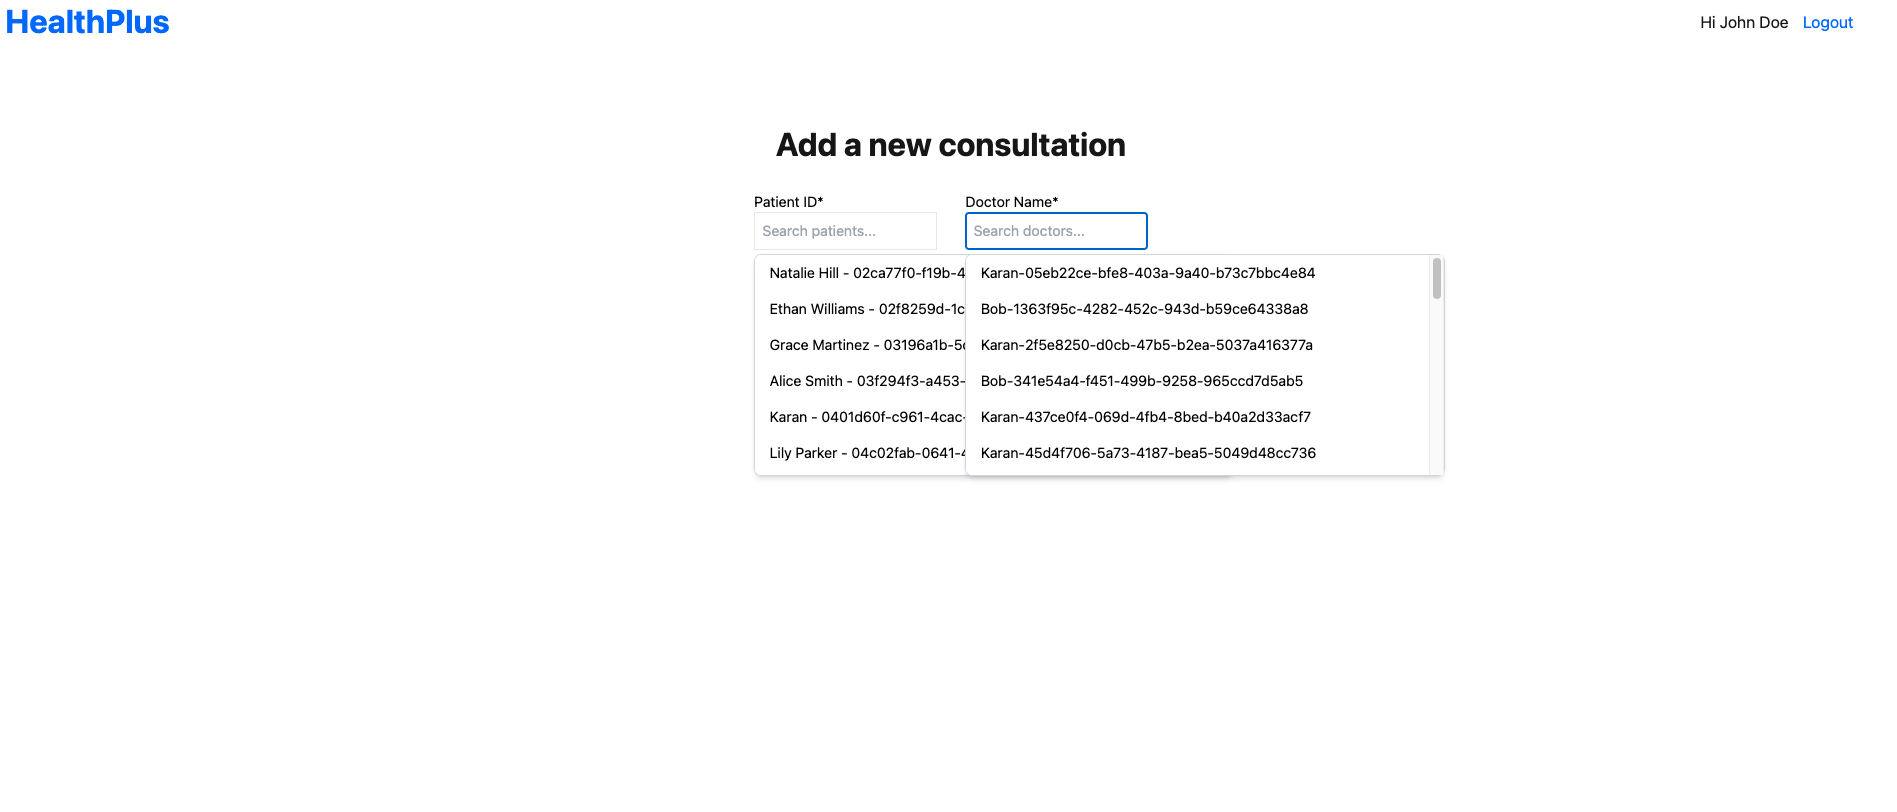 HealthPlus
Hi John Doe Logout
Add a new consultation
Patient ID*
Search patients...
Natalie Hill - 02ca77f0-f19b-4
Ethan Williams - 02f8259d-1c
Grace Martinez - 03196a1b-5
Alice Smith - 03f294f3-a453-
Karan - 0401d60f-c961-4cac-
Lily Parker - 04c02fab-0641-4
Doctor Name*
Search doctors...
Karan-05eb22ce-bfe8-403a-9a40-b73c7bbc4e84
Bob-1363f95c-4282-452c-943d-b59ce64338a8
Karan-2f5e8250-d0cb-47b5-b2ea-5037a416377a
Bob-341e54a4-f451-499b-9258-965ccd7d5ab5
Karan-437ce0f4-069d-4fb4-8bed-b40a2d33acf7
Karan-45d4f706-5a73-4187-bea5-5049d48cc736